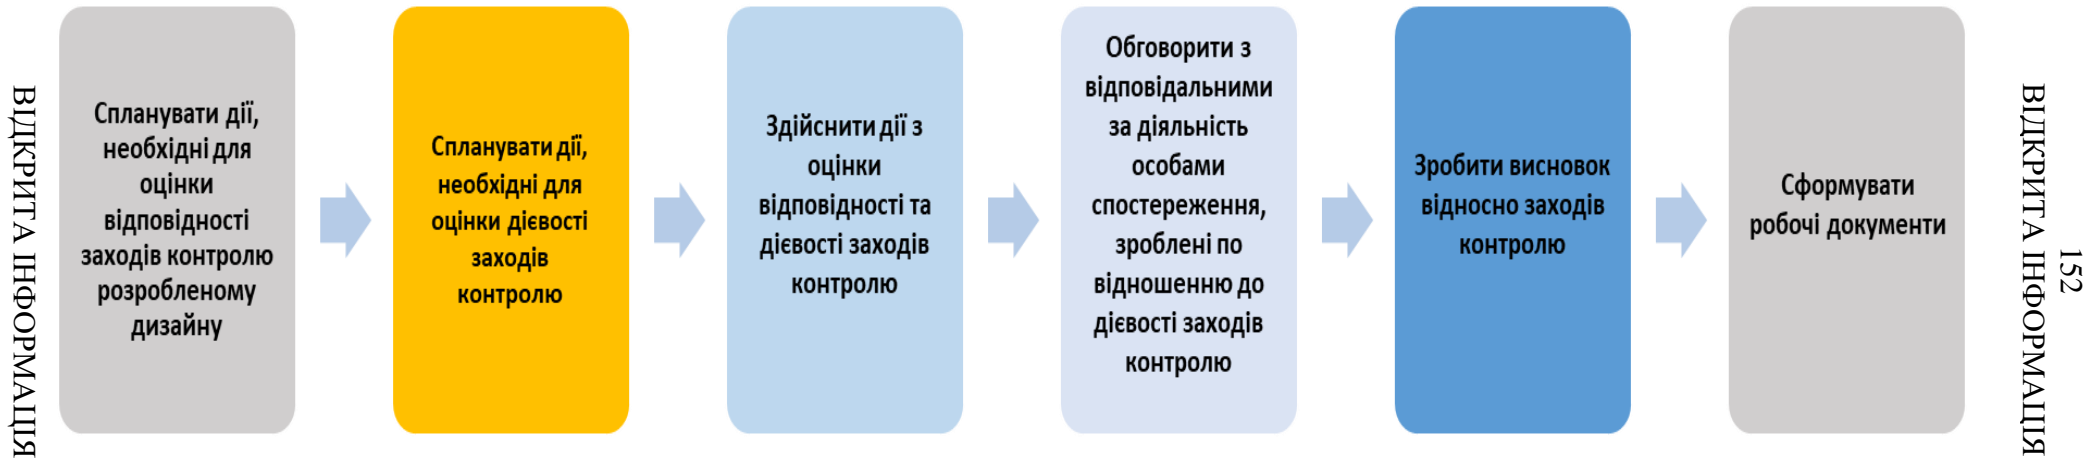 ВІДКРИТА ІНФОРМАЦІЯ
Спланувати дії,
необхідні для
оцінки
відповідності
заходів контролю
розробленому
дизайну
Спланувати дії,
необхідні для
оцінки дієвості
заходів
контролю
Здійснити дії з
оцінки
відповідності та
дієвості заходів
контролю
Обговорити з
відповідальними
за діяльність
особами
спостереження,
зроблені по
відношенню до
дієвості заходів
контролю
Зробити висновок
відносно заходів
контролю
Сформувати
робочі документи
152
ВІДКРИТА ІНФОРМАЦІЯ